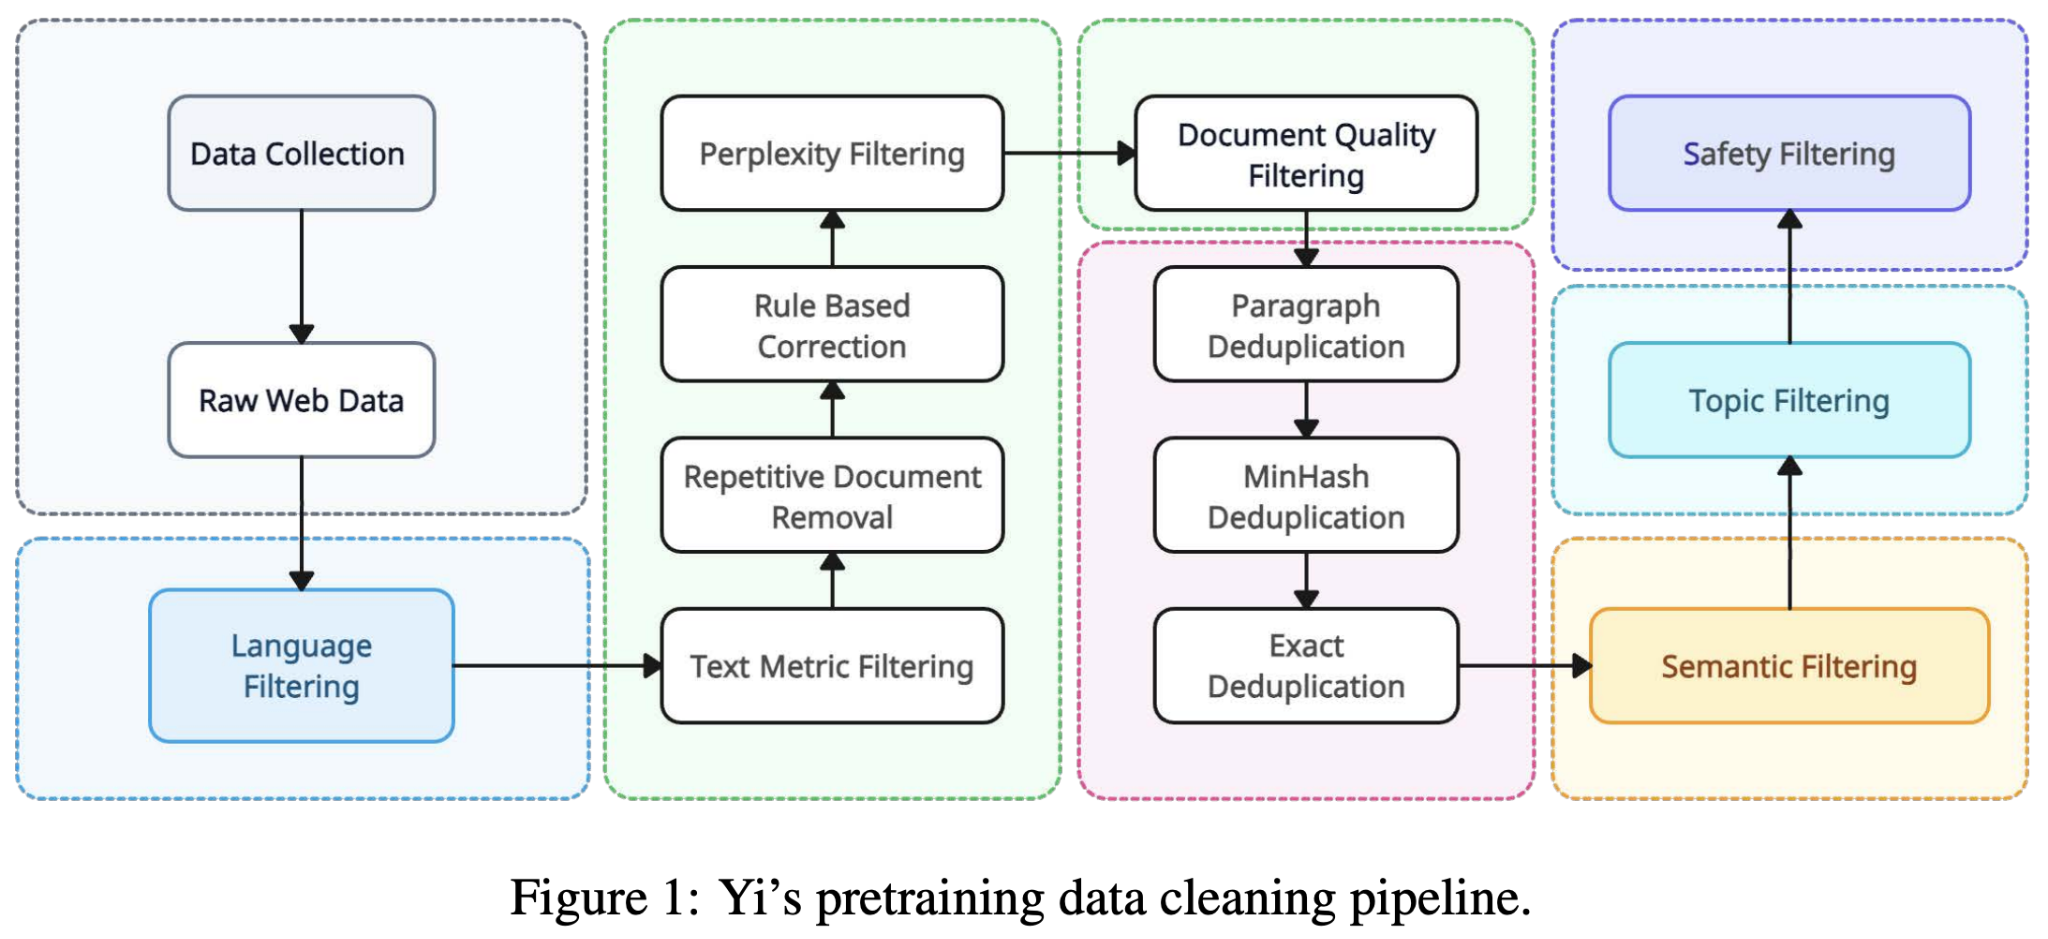 Data Collection
Raw Web Data
Language
Filtering
Text Metric Filtering
Repetitive Document
Removal
Rule Based
Correction
Perplexity Filtering
Document Quality
Filtering
Paragraph
Deduplication
MinHash
Deduplication
Exact
Deduplication
Semantic Filtering
Topic Filtering
Safety Filtering
Figure 1: Yi’s pretraining data cleaning pipeline.